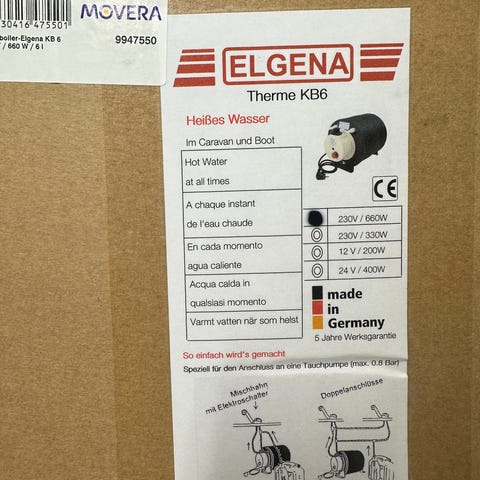 30416 475501
MOVERA
boiler-Elgena KB 6
/ 660 W / 6 l
9947550
ELGENA
Therme KB6
Heißes Wasser
Im Caravan und Boot
Hot Water
at all times
A chaque instant
de l'eau chaude
En cada momento
agua caliente
Acqua calda in
qualsiasi momento
Varmt vatten när som helst
CE
230V / 660W
230V / 330W
12 V / 200W
24 V / 400W
made
in
Germany
5 Jahre Werksgarantie
So einfach wird's gemacht
Speziell für den Anschluss an eine Tauchpumpe (max. 0.8 Bar)
Mischhahn
mit Elektroschalter
Doppelanschlüsse